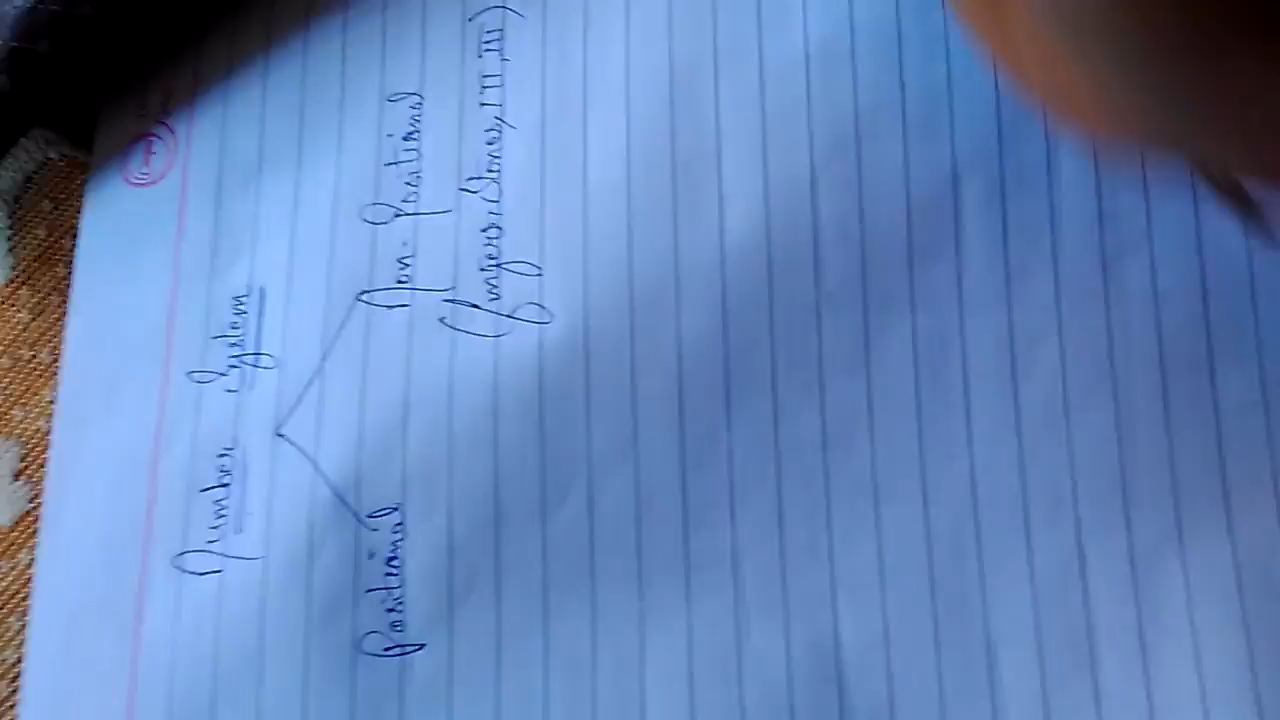 Number System
Positional Non-Positional
(Fingers, Stones, I II, III)